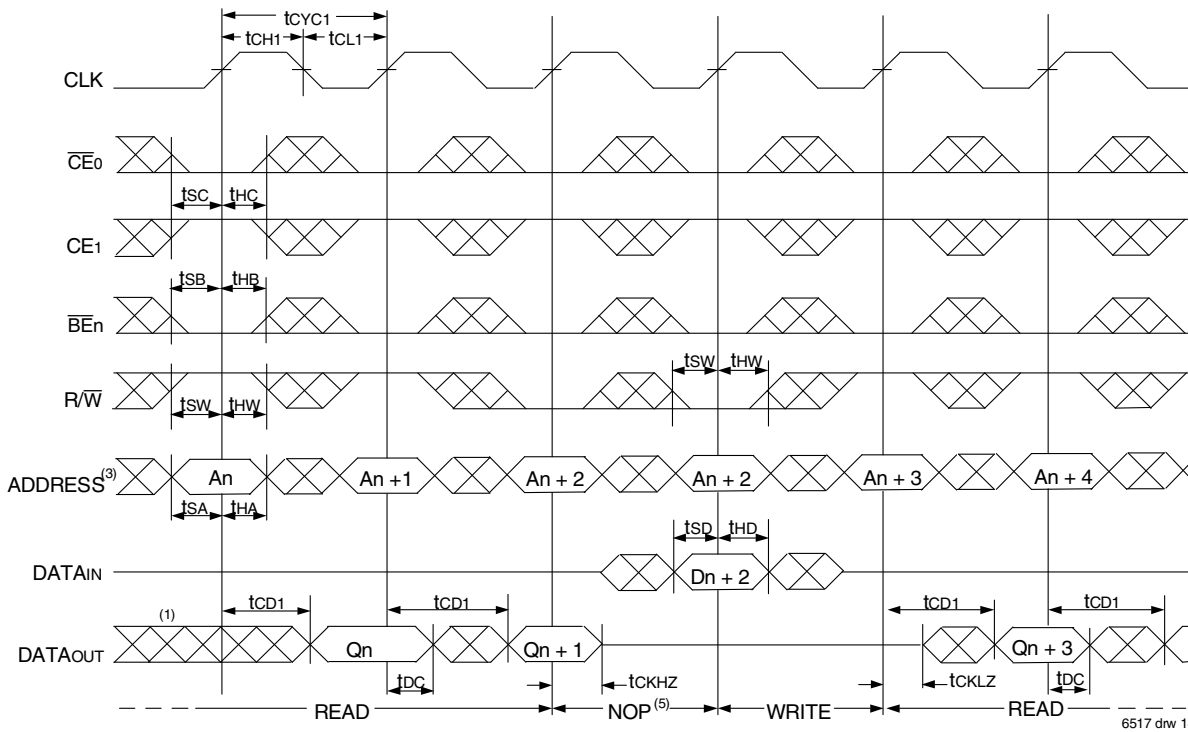 tCYC1
tCH1 tCL1
CLK
CE0
tSC tHC
CE1
tSB tHB
BEn
tSW tHW
R/W
tSW tHW
ADDRESS(3) An An +1 An + 2 An + 2 An + 3 An + 4
tSA tHA
tSD tHD
DATAIN Dn + 2
(1) tCD1 tCD1 tCD1 tCD1
DATAOUT Qn Qn + 1 Qn + 3
tDC tCKHZ tCKLZ tDC
READ NOP(5) WRITE READ
6517 drw 1